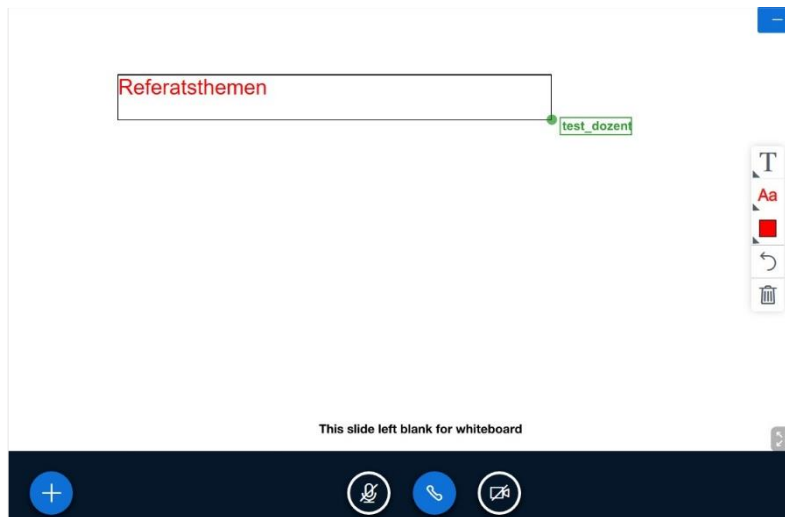 Referatsthemen
test_dozent
T
Aa
This slide left blank for whiteboard